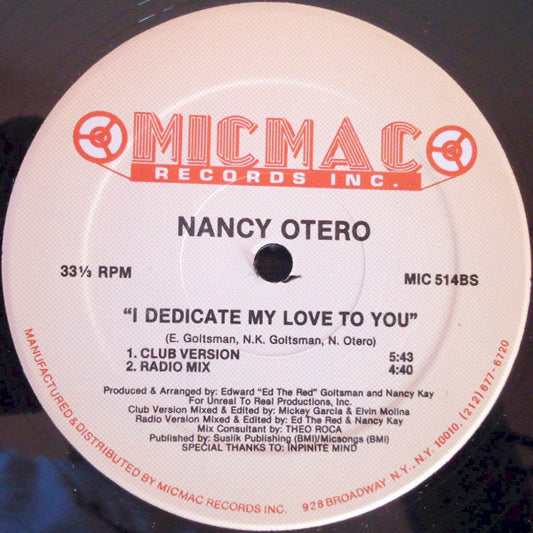 MICMAC
RECORDS INC.
NANCY OTERO
33⅓ RPM
MIC 514BS
"I DEDICATE MY LOVE TO YOU"
(E. Goltsman, N.K. Goltsman, N. Otero)
1. CLUB VERSION 5:43
2. RADIO MIX 4:40
Produced & Arranged by: Edward "Ed The Red" Goltsman and Nancy Kay
For Unreal To Real Productions, Inc.
Club Version Mixed & Edited by: Mickey Garcia & Elvin Molina
Radio Version Mixed & Edited by: Ed The Red & Nancy Kay
Mix Consultant by: THEO ROCA
Published by: Suslik Publishing (BMI)/Micsongs (BMI)
SPECIAL THANKS TO: INPINITE MIND
MANUFACTURED & DISTRIBUTED BY MICMAC RECORDS INC. 928 BROADWAY N.Y., N.Y. 10010. (212) 677-6720